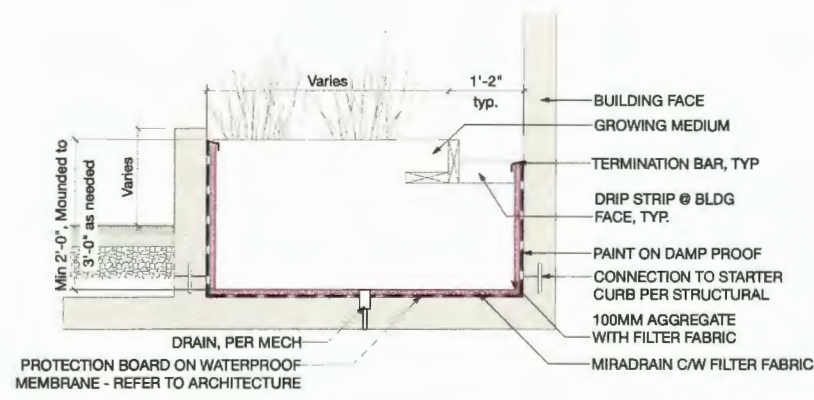 Varies
1'-2"
typ.
BUILDING FACE
GROWING MEDIUM
TERMINATION BAR, TYP
DRIP STRIP @ BLDG
FACE, TYP.
PAINT ON DAMP PROOF
CONNECTION TO STARTER
CURB PER STRUCTURAL
100MM AGGREGATE
WITH FILTER FABRIC
MIRADRAIN C/W FILTER FABRIC
Min 2'-0", Mounded to
3'-0" as needed
Varies
DRAIN, PER MECH
PROTECTION BOARD ON WATERPROOF
MEMBRANE - REFER TO ARCHITECTURE